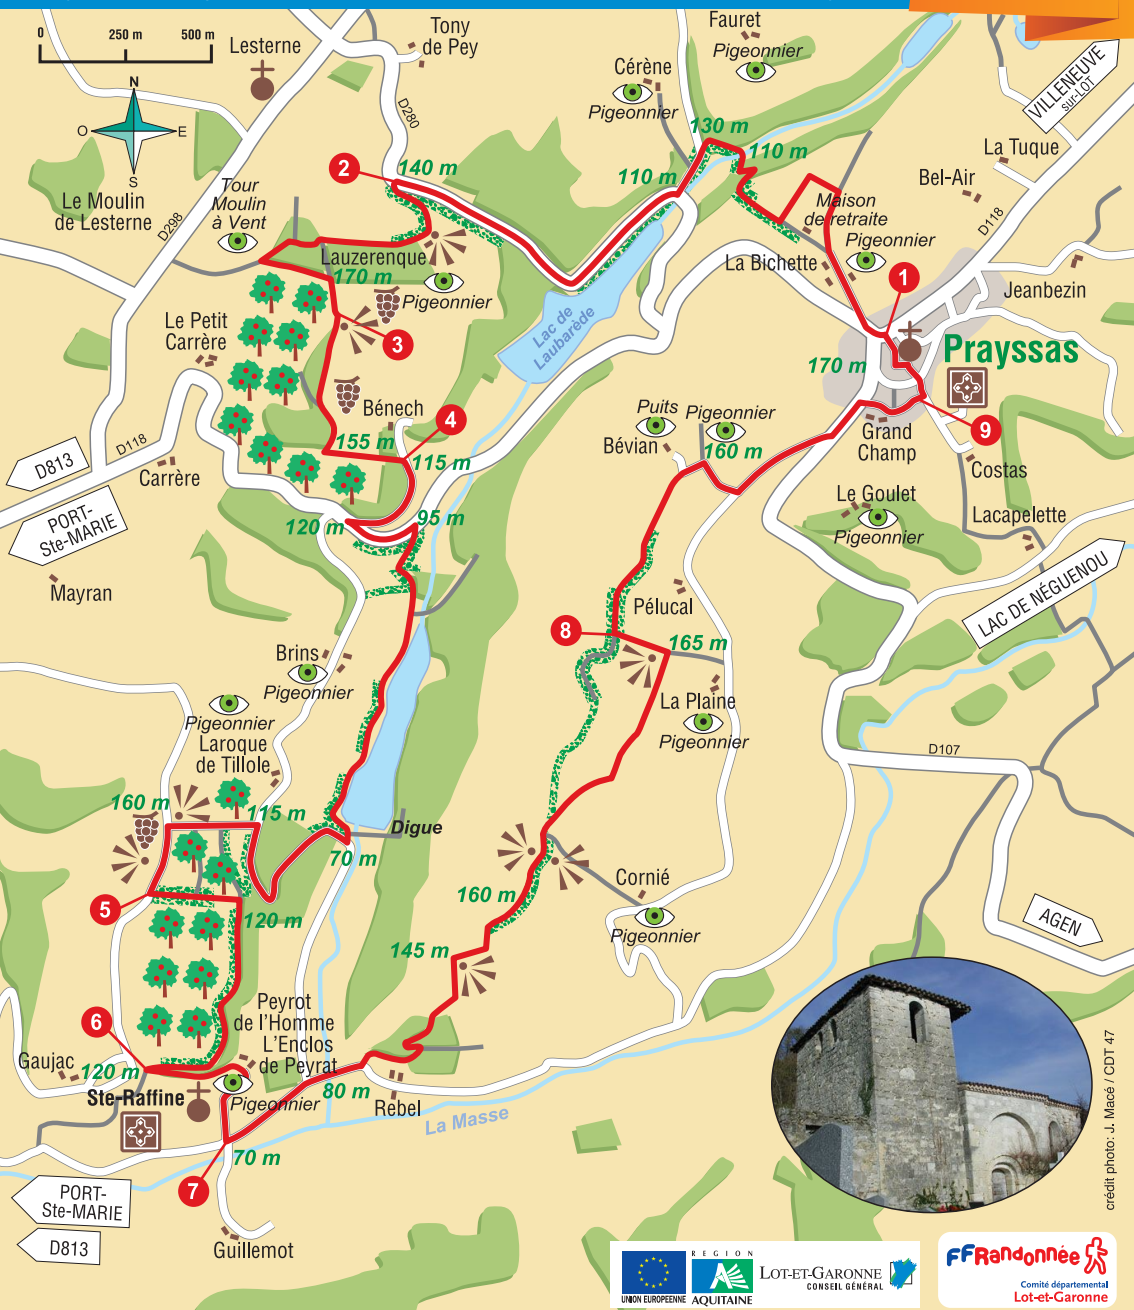 0
250 m
500 m
Lesterne
Tony
de Pey
Fauret
Pigeonnier
Cérène
Pigeonnier
VILLENEUVE
sur-LOT
N
O
E
S
D280
130 m
110 m
La Tuque
Bel-Air
2
140 m
110 m
Le Moulin
de Lesterne
Tour
Moulin
à Vent
D298
Maison
de retraite
D118
Pigeonnier
La Bichette
Lauzerenque
170 m
Pigeonnier
1
Jeanbezin
Le Petit
Carrère
3
Lac de
Laubarède
Prayssas
170 m
Bénech
4
Puits
Pigeonnier
Bévian
160 m
9
Grand
Champ
Costas
155 m
115 m
D118
D813
Carrère
PORT-
Ste-MARIE
120 m
95 m
Le Goulet
Pigeonnier
Lacapelette
Mayran
LAC DE NÉGUENOU
Pélucal
8
165 m
Brins
Pigeonnier
Pigeonnier
Laroque
de Tillole
La Plaine
Pigeonnier
D107
160 m
115 m
Digue
70 m
Cornié
Pigeonnier
160 m
5
120 m
145 m
AGEN
6
Peyrot
de l'Homme
L'Enclos
de Peyrat
Gaujac
120 m
Ste-Raffine
Pigeonnier
80 m
Rebel
La Masse
70 m
7
PORT-
Ste-MARIE
D813
Guillemot
crédit photo: J. Macé / CDT 47
UNION EUROPEENNE
REGION
AQUITAINE
LOT-ET-GARONNE
CONSEIL GÉNÉRAL
FFRandonnée
Comité départemental
Lot-et-Garonne